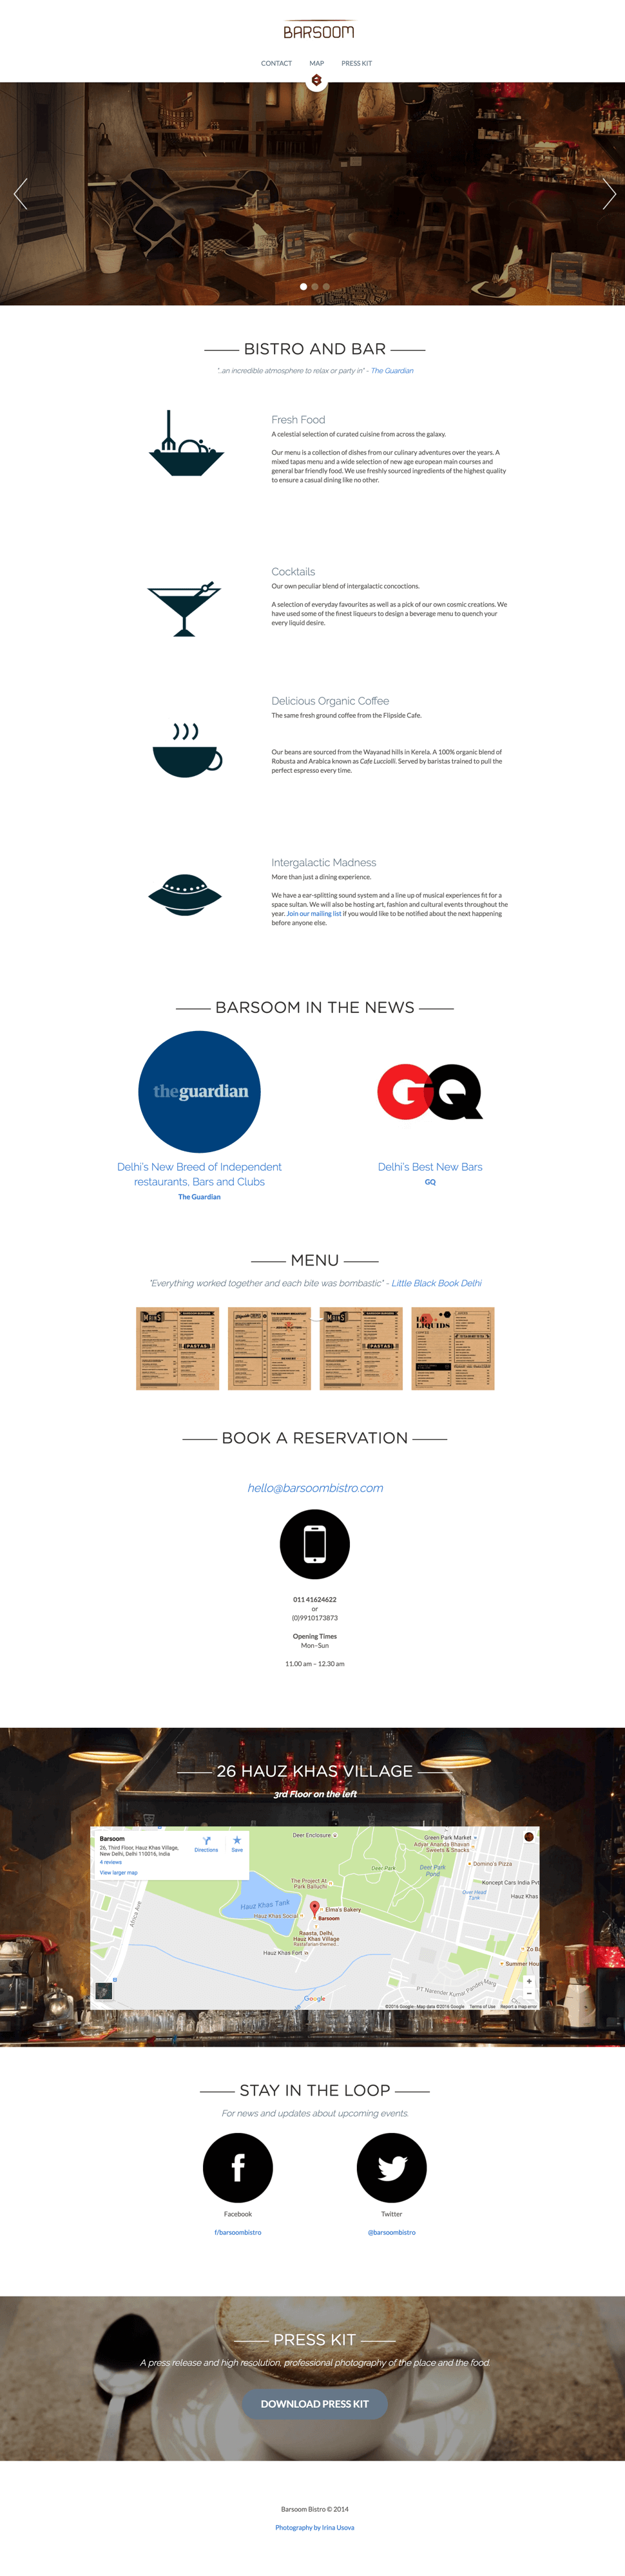 BARSOOM
CONTACT MAP PRESS KIT
BISTRO AND BAR
"...an incredible atmosphere to relax or party in" - The Guardian
Fresh Food
A celestial selection of curated cuisine from across the galaxy.
Our menu is a collection of dishes from our culinary adventures over the years. A
mixed tapas menu and a wide selection of new age european main courses and
general bar friendly food. We use freshly sourced ingredients of the highest quality
to ensure a casual dining like no other.
Cocktails
Our own peculiar blend of intergalactic concoctions.
A selection of everyday favourites as well as a pick of our own cosmic creations. We
have used some of the finest liqueurs to design a beverage menu to quench your
every liquid desire.
Delicious Organic Coffee
The same fresh ground coffee from the Flipside Cafe.
Our beans are sourced from the Wayanad hills in Kerela. A 100% organic blend of
Robusta and Arabica known as Cafe Lucciolli. Served by baristas trained to pull the
perfect espresso every time.
Intergalactic Madness
More than just a dining experience.
We have a ear-splitting sound system and a line up of musical experiences fit for a
space sultan. We will also be hosting art, fashion and cultural events throughout the
year. Join our mailing list if you would like to be notified about the next happening
before anyone else.
BARSOOM IN THE NEWS
theguardian
GQ
Delhi's New Breed of Independent
restaurants, Bars and Clubs
The Guardian
Delhi's Best New Bars
GQ
MENU
"Everything worked together and each bite was bombastic" - Little Black Book Delhi
PASTAS
PASTAS
LIQUIDS
BOOK A RESERVATION
hello@barsoombistro.com
011 41624622
or
(0)9910173873
Opening Times
Mon–Sun
11.00 am – 12.30 am
26 HAUZ KHAS VILLAGE
3rd Floor on the left
Barsoom
26, Third Floor, Hauz Khas Village,
New Delhi, Delhi 110016, India
4 reviews
View larger map
Directions
Save
Deer Enclosure
Green Park Market
Adyar Ananda Bhavan
Sweets & Snacks
Deer Park
Deer Park
Pond
Domino's Pizza
The Project At
Park Baluchi
Koncept Cars India Pvt
Over Head
Tank
Hauz Khas
Hauz Khas Tank
Elma's Bakery
Hauz Khas Social
Barsoom
Africa Ave
Raasta, Delhi,
Hauz Khas Village
Rastafarian-themed
Hauz Khas Fort
Zo B
Summer Hou
PT Narender Kumar Pandey Marg
Google
©2016 Google - Map data ©2016 Google Terms of Use Report a map error
STAY IN THE LOOP
For news and updates about upcoming events.
Facebook
f/barsoombistro
Twitter
@barsoombistro
PRESS KIT
A press release and high resolution, professional photography of the place and the food.
DOWNLOAD PRESS KIT
Barsoom Bistro © 2014
Photography by Irina Usova